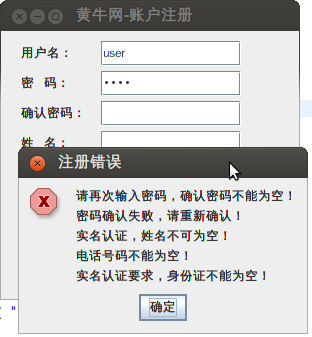 黄牛网-账户注册
用户名：
user
密 码：
••••
确认密码：
姓 名：
注册错误
请再次输入密码，确认密码不能为空！
密码确认失败，请重新确认！
实名认证，姓名不可为空！
电话号码不能为空！
实名认证要求，身份证不能为空！
确定
"